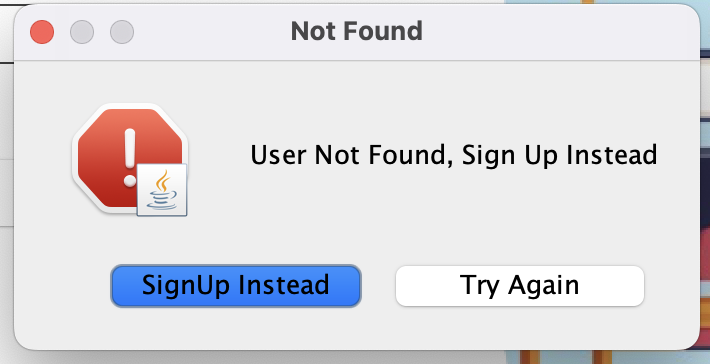 Not Found
User Not Found, Sign Up Instead
SignUp Instead
Try Again